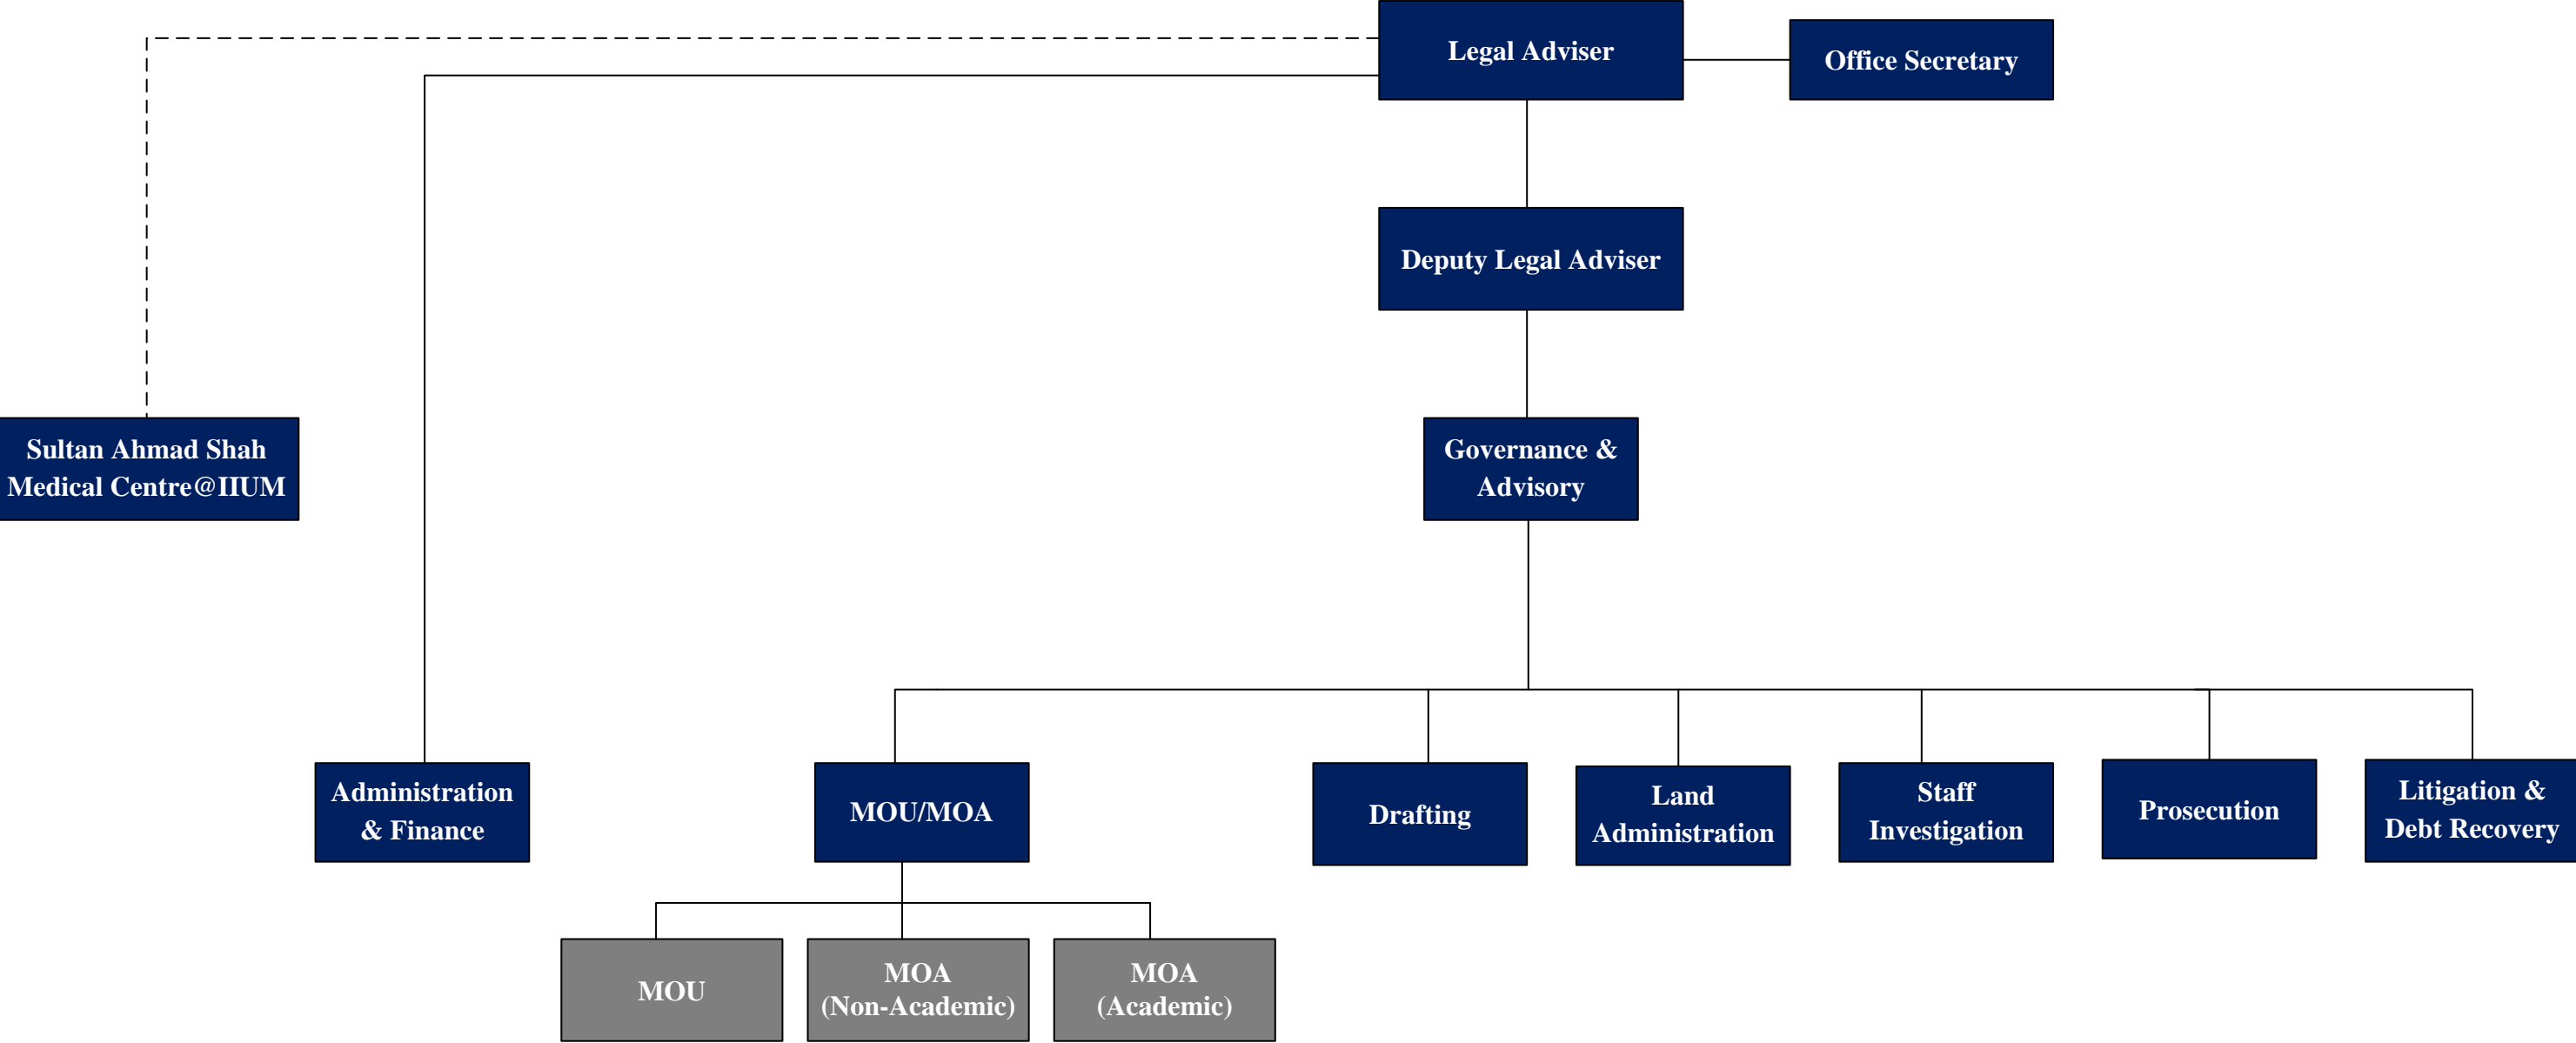 Legal Adviser
Office Secretary
Deputy Legal Adviser
Sultan Ahmad Shah
Medical Centre@IIUM
Governance &
Advisory
Administration
& Finance
MOU/MOA
Drafting
Land
Administration
Staff
Investigation
Prosecution
Litigation &
Debt Recovery
MOU
MOA
(Non-Academic)
MOA
(Academic)